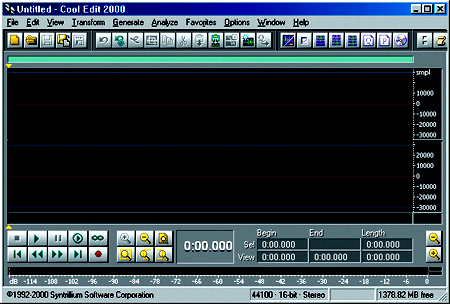 Untitled - Cool Edit 2000
File Edit View Transform Generate Analyze Favorites Options Window Help
smpl
10000
0
-10000
-20000
-30000
20000
10000
0
-10000
-20000
-30000
Begin End Length
0:00.000 Sel 0:00.000 0:00.000
View 0:00.000 0:00.000 0:00.000
dB -114 -108 -102 -96 -90 -84 -78 -72 -66 -60 -54 -48 -42 -36 -30 -24 -18 -12 -6 0
©1992-2000 Syntrillium Software Corporation 44100 · 16-bit · Stereo 1378.82 MB free